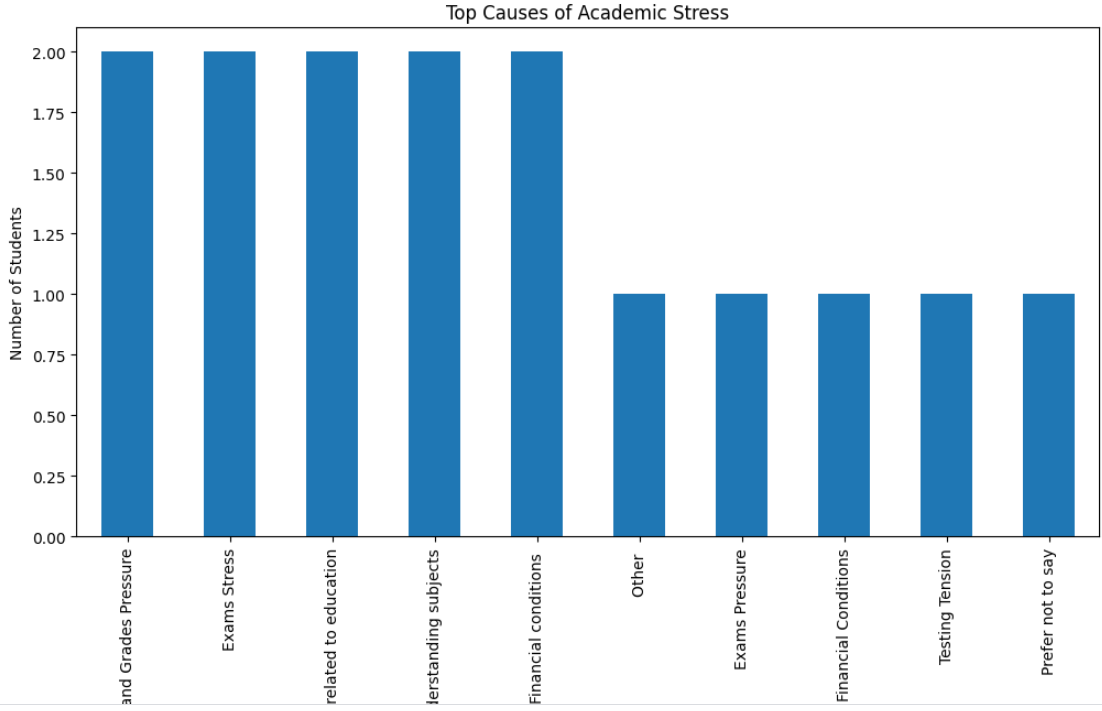 Top Causes of Academic Stress
Number of Students
2.00
1.75
1.50
1.25
1.00
0.75
0.50
0.25
0.00
and Grades Pressure
Exams Stress
related to education
subjects
Financial conditions
Other
Exams Pressure
Financial Conditions
Testing Tension
Prefer not to say